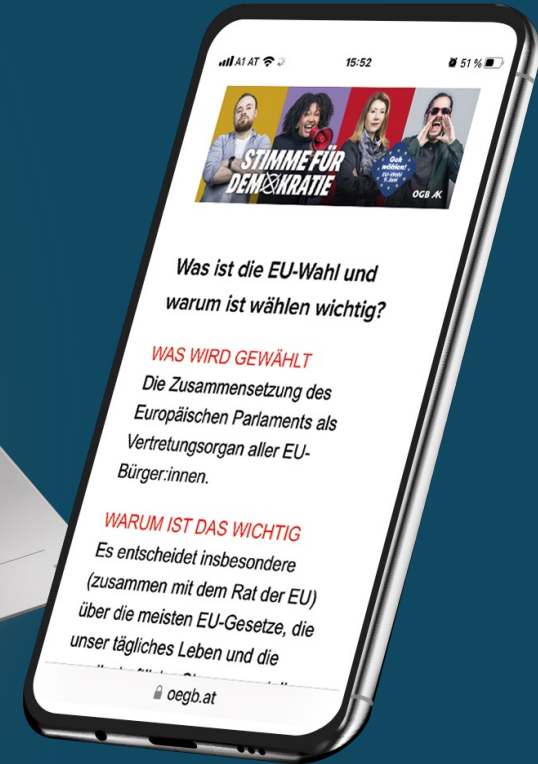 A1 AT
15:52
51 %
STIMME FÜR
DEMOKRATIE
Geh
wählen!
EU-Wahl
9. Juni
ÖGB AK
Was ist die EU-Wahl und
warum ist wählen wichtig?
WAS WIRD GEWÄHLT
Die Zusammensetzung des
Europäischen Parlaments als
Vertretungsorgan aller EU-
Bürger:innen.
WARUM IST DAS WICHTIG
Es entscheidet insbesondere
(zusammen mit dem Rat der EU)
über die meisten EU-Gesetze, die
unser tägliches Leben und die
oegb.at